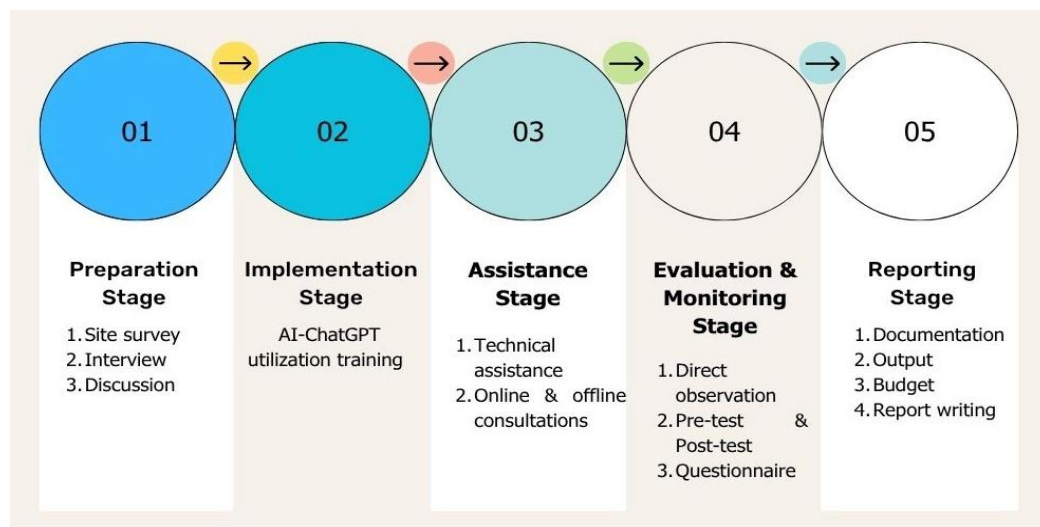 01
02
03
04
05
Preparation
Stage
1. Site survey
2. Interview
3. Discussion
Implementation
Stage
AI-ChatGPT
utilization training
Assistance
Stage
1. Technical
assistance
2. Online & offline
consultations
Evaluation &
Monitoring
Stage
1. Direct
observation
2. Pre-test &
Post-test
3. Questionnaire
Reporting
Stage
1. Documentation
2. Output
3. Budget
4. Report writing